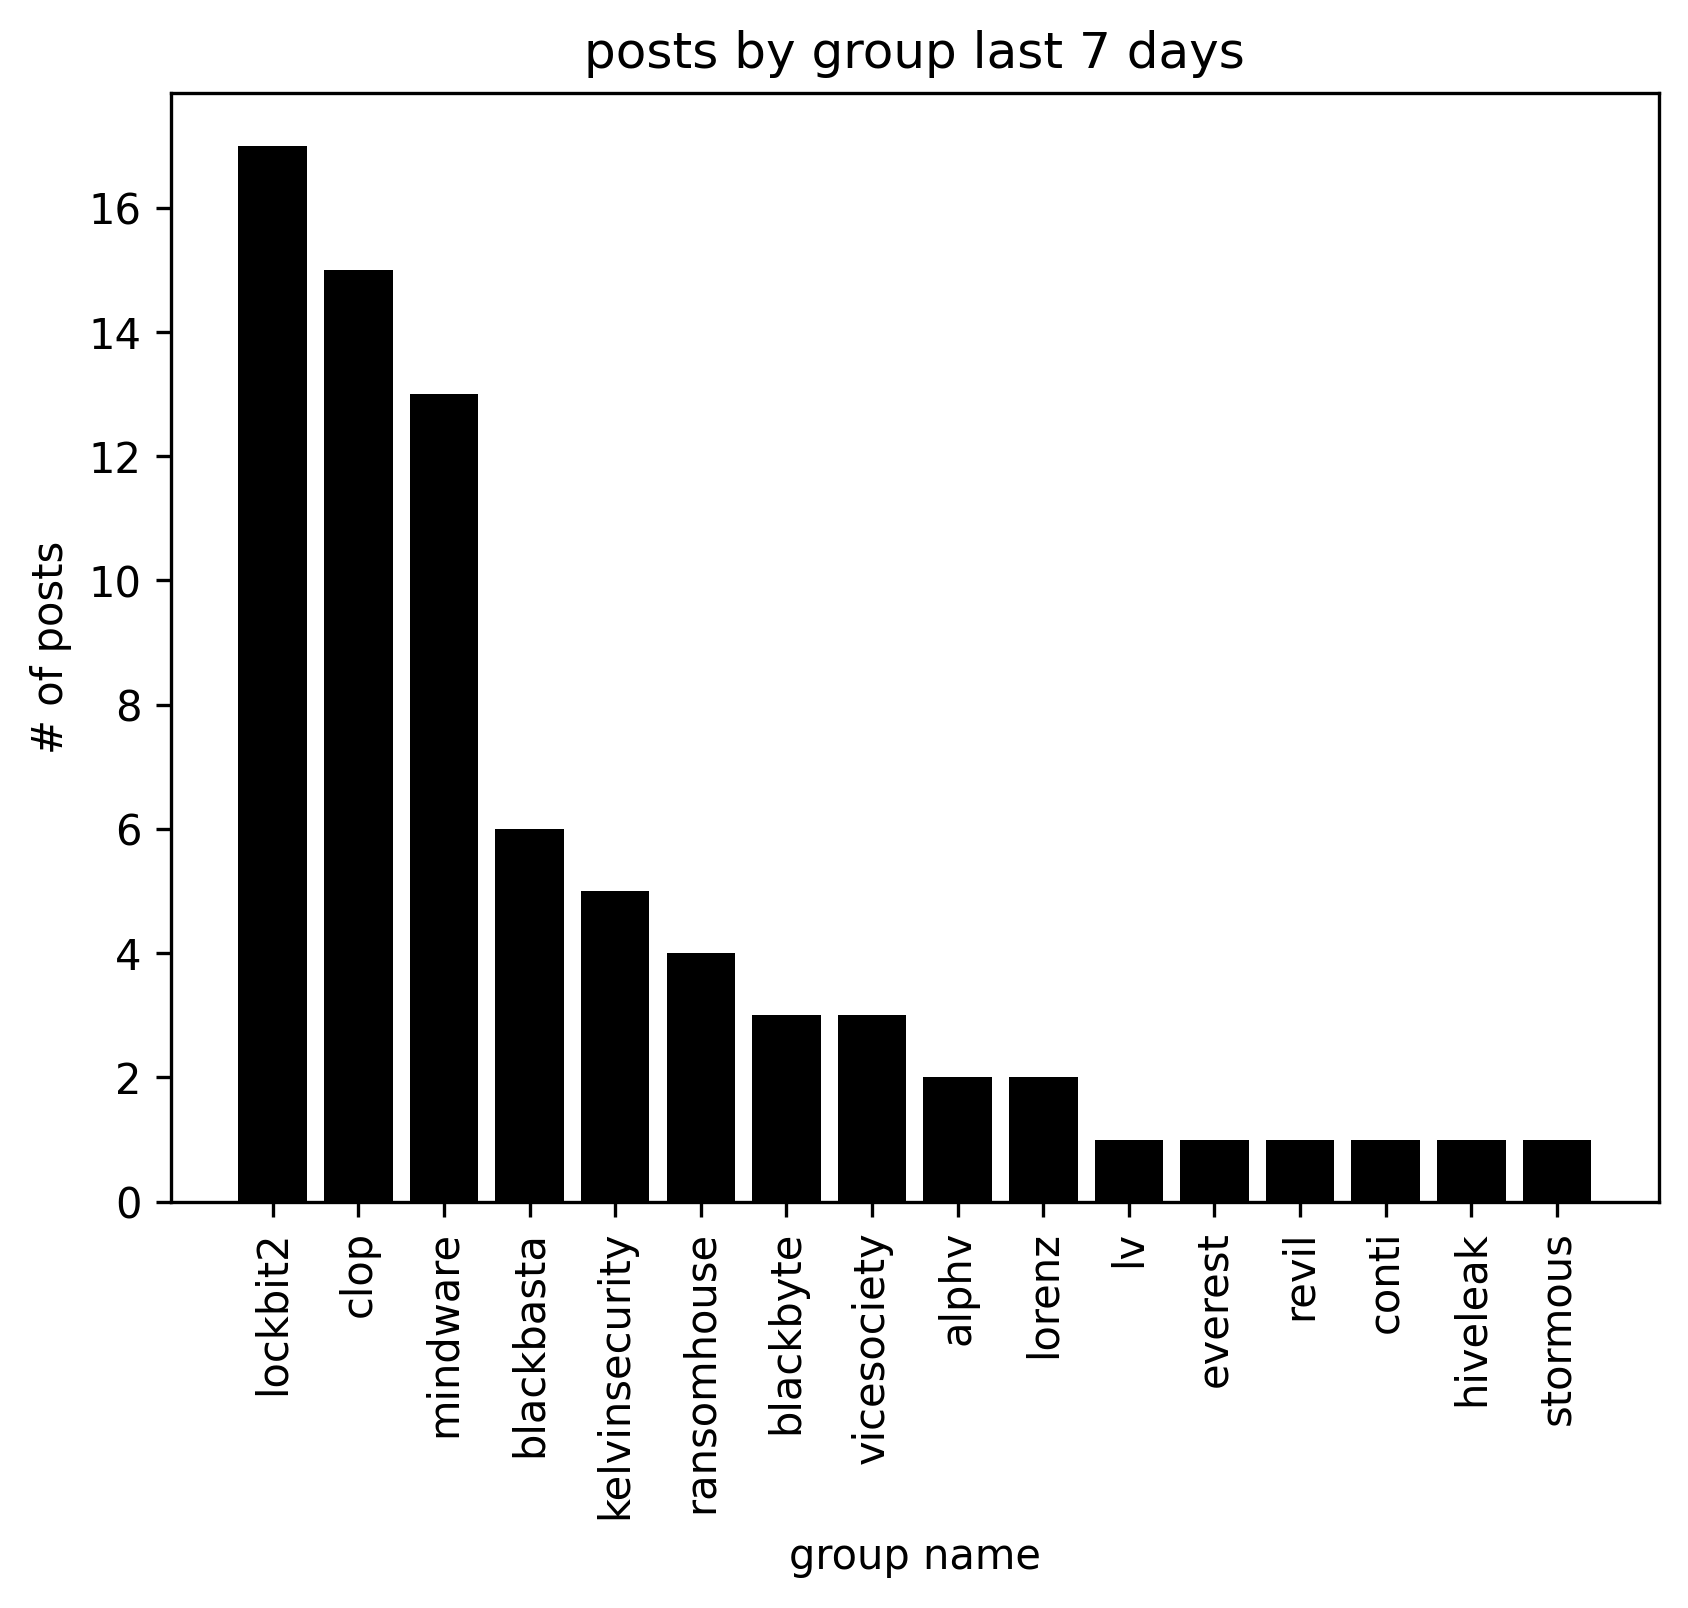 posts by group last 7 days
# of posts
16
14
12
10
8
6
4
2
0
lockbit2
clop
mindware
blackbasta
kelvinsecurity
ransomhouse
blackbyte
vicesociety
alphv
lorenz
lv
everest
revil
conti
hiveleak
stormous
group name